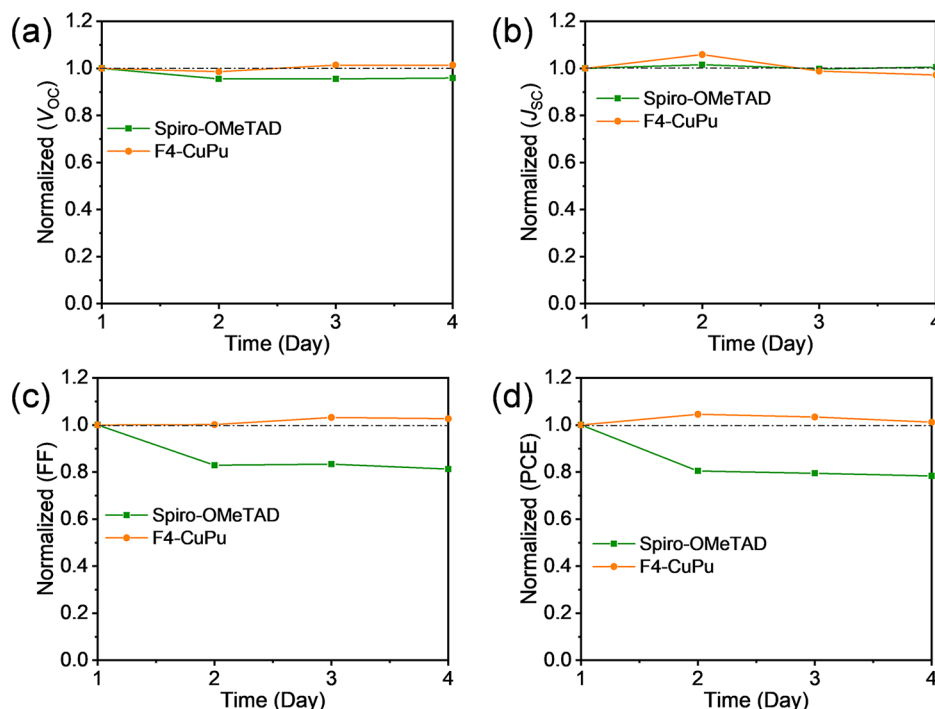 (a)
1.2
1.0
0.8
0.6
0.4
0.2
0.0
Normalized (VOC)
Spiro-OMeTAD
F4-CuPu
1 2 3 4
Time (Day)
(b)
1.2
1.0
0.8
0.6
0.4
0.2
0.0
Normalized (JSC)
Spiro-OMeTAD
F4-CuPu
1 2 3 4
Time (Day)
(c)
1.2
1.0
0.8
0.6
0.4
0.2
0.0
Normalized (FF)
Spiro-OMeTAD
F4-CuPu
1 2 3 4
Time (Day)
(d)
1.2
1.0
0.8
0.6
0.4
0.2
0.0
Normalized (PCE)
Spiro-OMeTAD
F4-CuPu
1 2 3 4
Time (Day)